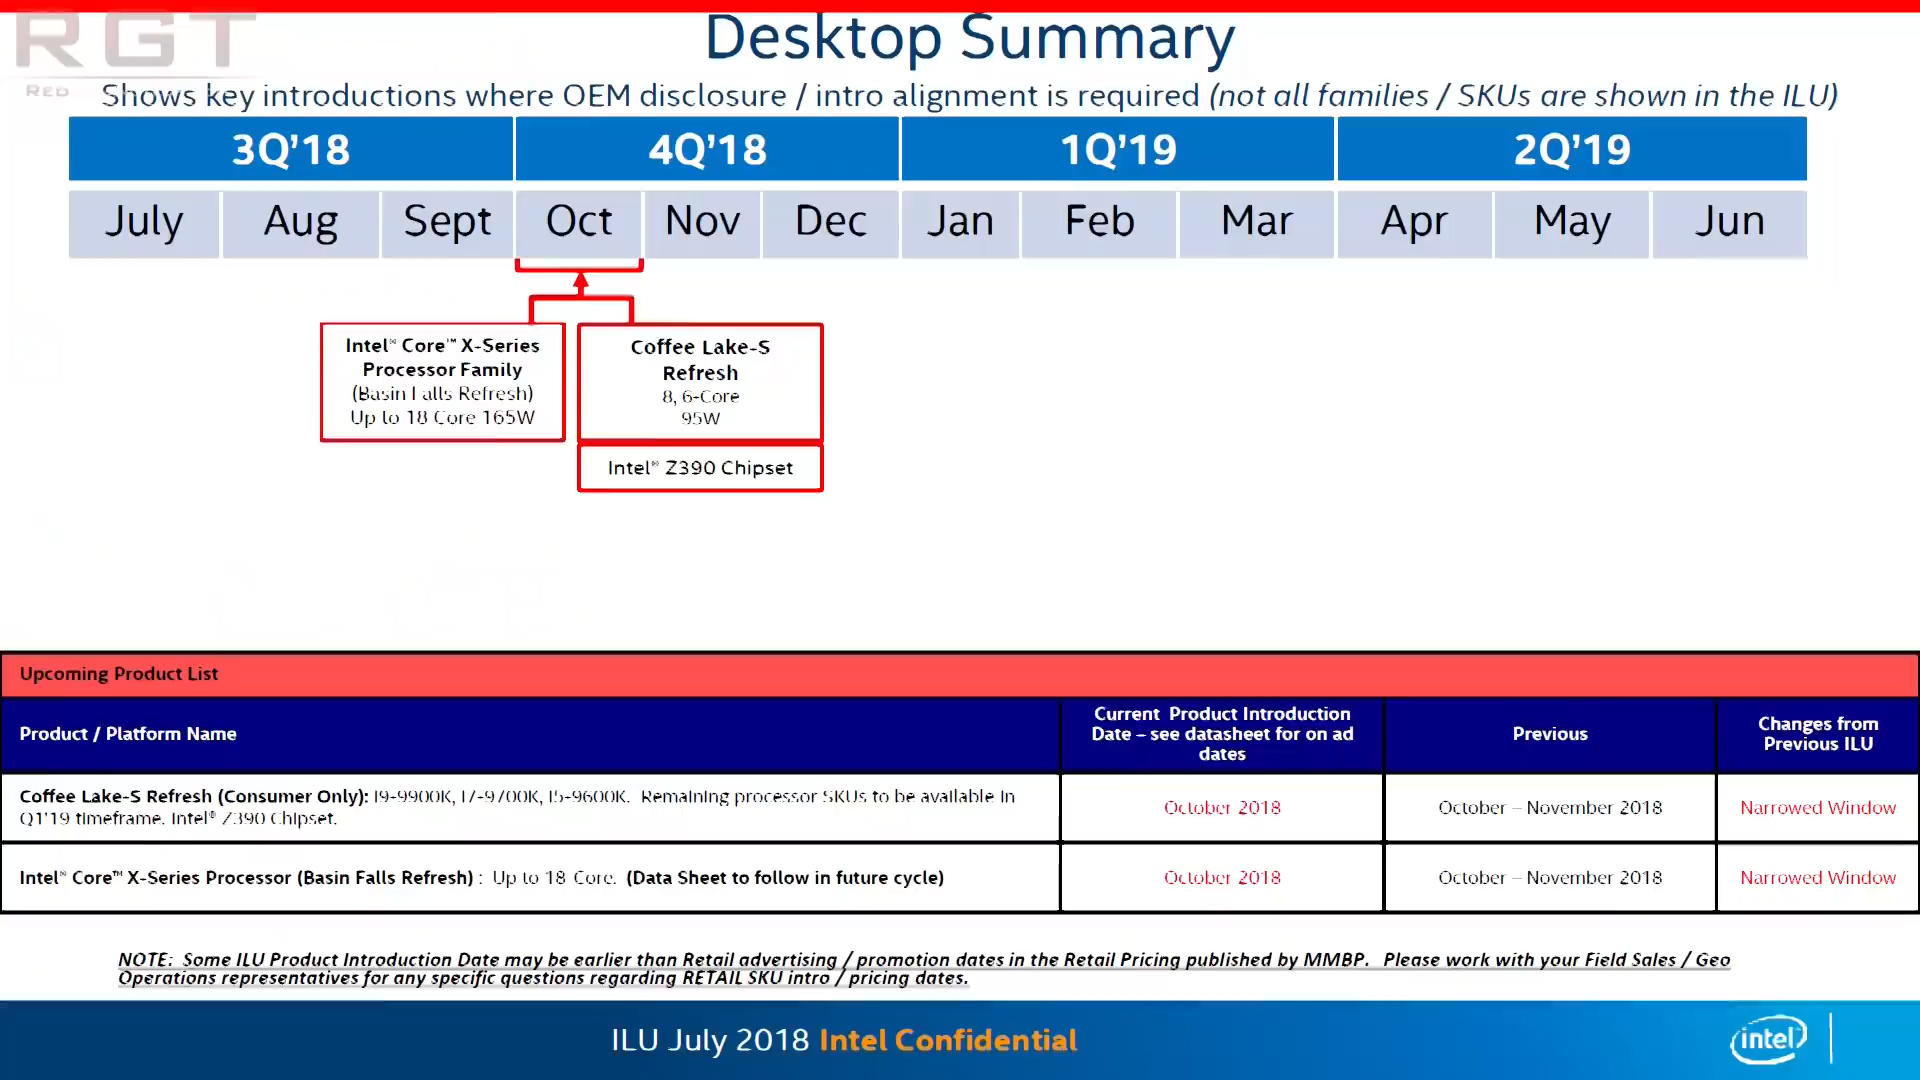 RGT
RED
Desktop Summary
Shows key introductions where OEM disclosure / intro alignment is required (not all families / SKUs are shown in the ILU)
3Q’18 4Q’18 1Q’19 2Q’19
July Aug Sept Oct Nov Dec Jan Feb Mar Apr May Jun
Intel® Core™ X-Series
Processor Family
(Basin Falls Refresh)
Up to 18 Core 165W
Coffee Lake-S
Refresh
8, 6-Core
95W
Intel® Z390 Chipset
Upcoming Product List
Product / Platform Name
Current Product Introduction
Date – see datasheet for on ad
dates
Previous
Changes from
Previous ILU
Coffee Lake-S Refresh (Consumer Only): i9-9900K, i7-9700K, i5-9600K. Remaining processor SKUs to be available in
Q1'19 timeframe. Intel® Z390 Chipset.
October 2018
October – November 2018
Narrowed Window
Intel® Core™ X-Series Processor (Basin Falls Refresh) : Up to 18 Core. (Data Sheet to follow in future cycle)
October 2018
October – November 2018
Narrowed Window
NOTE: Some ILU Product Introduction Date may be earlier than Retail advertising / promotion dates in the Retail Pricing published by MMBP. Please work with your Field Sales / Geo
Operations representatives for any specific questions regarding RETAIL SKU intro / pricing dates.
ILU July 2018 Intel Confidential
intel